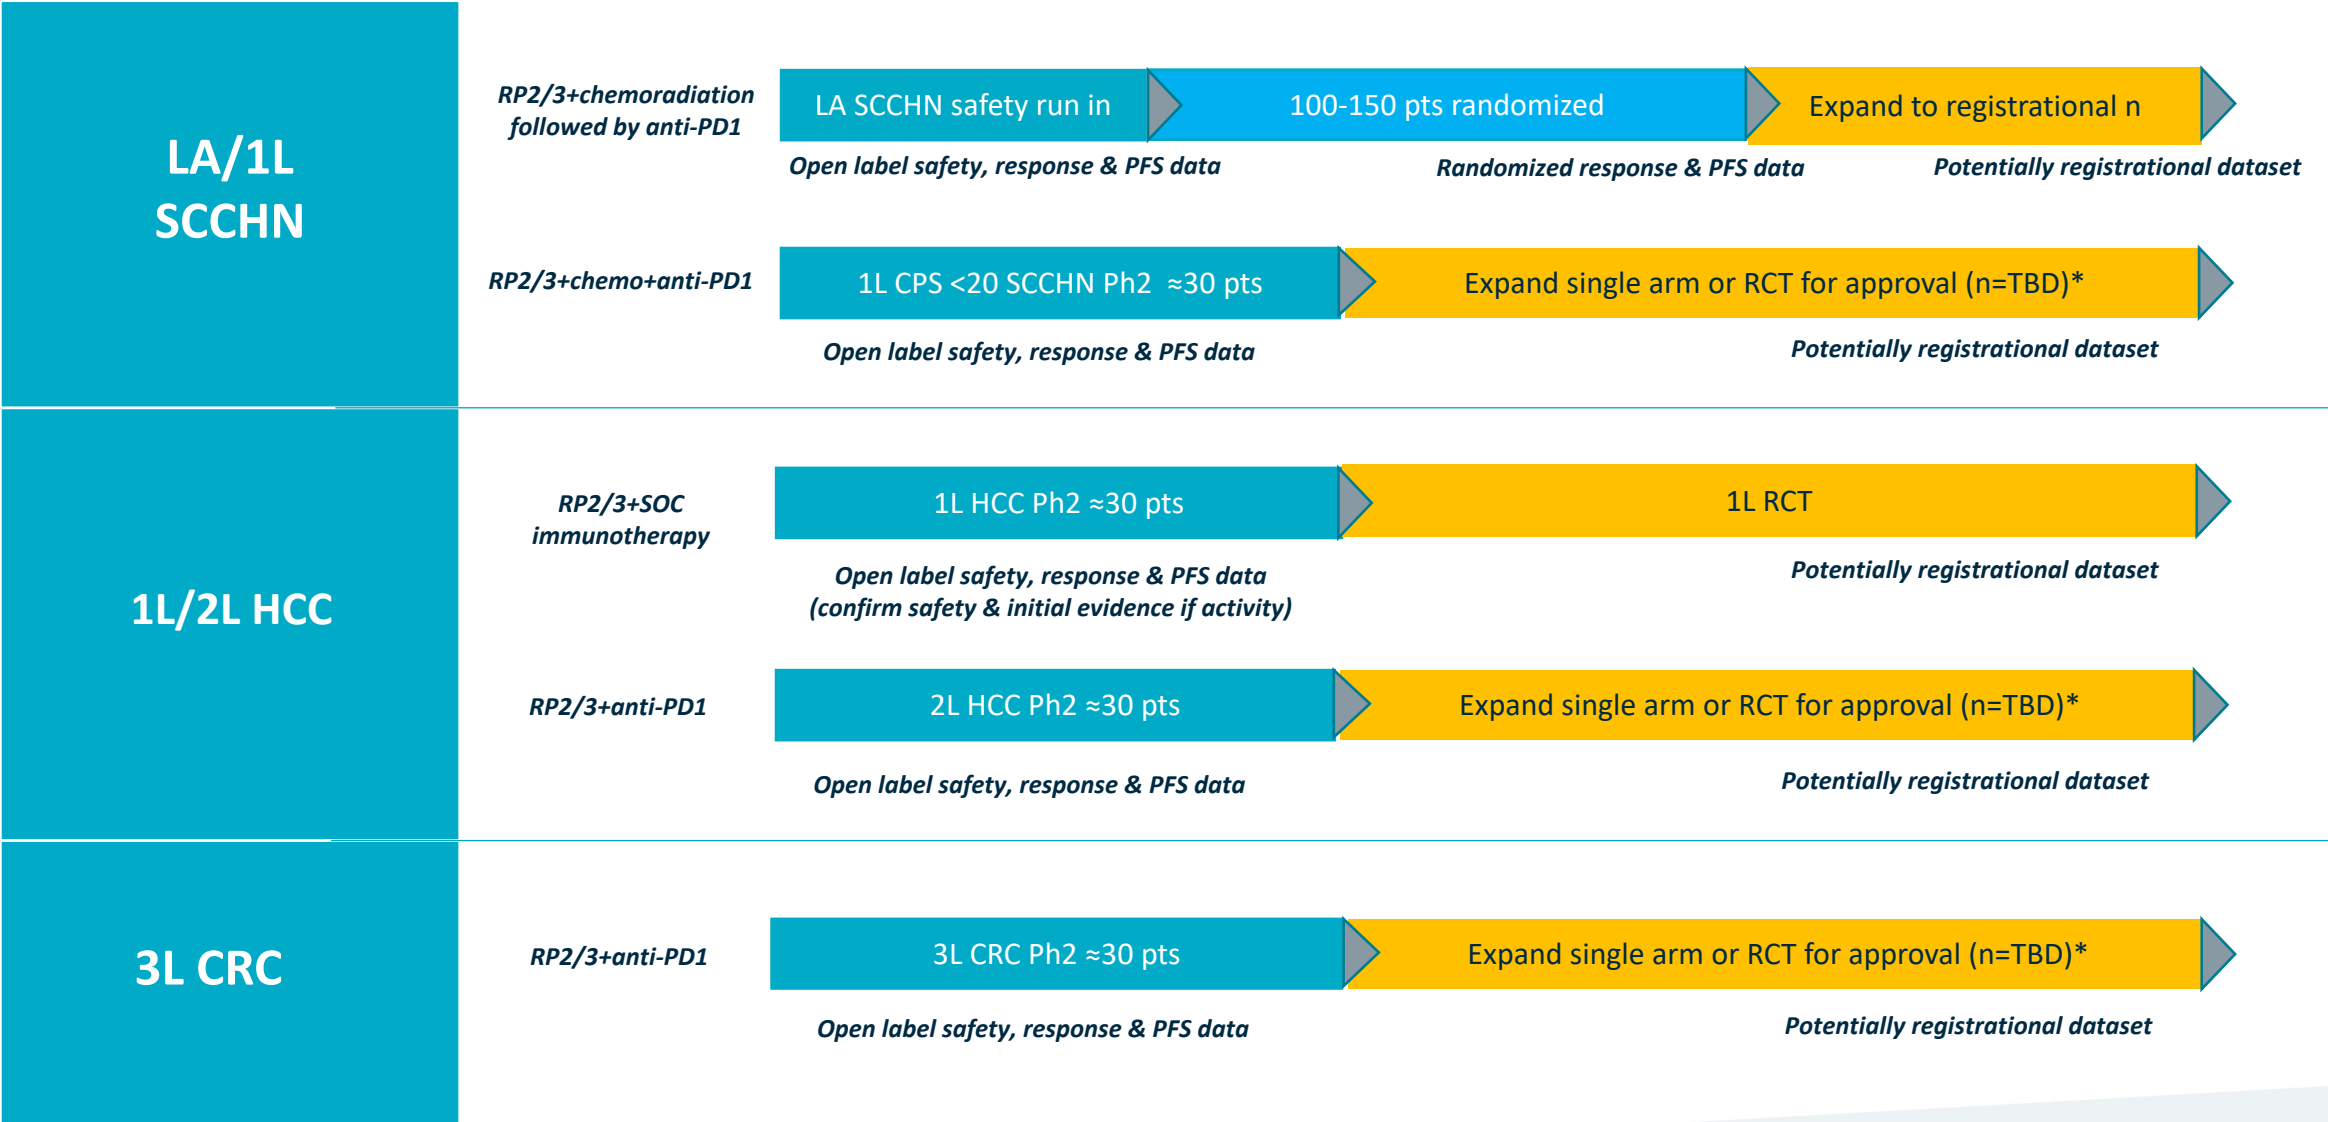 LA/1L
SCCHN
RP2/3+chemoradiation
followed by anti-PD1
LA SCCHN safety run in
100-150 pts randomized
Expand to registrational n
Open label safety, response & PFS data
Randomized response & PFS data
Potentially registrational dataset
RP2/3+chemo+anti-PD1
1L CPS <20 SCCHN Ph2 ≈30 pts
Expand single arm or RCT for approval (n=TBD)*
Open label safety, response & PFS data
Potentially registrational dataset
1L/2L HCC
RP2/3+SOC
immunotherapy
1L HCC Ph2 ≈30 pts
1L RCT
Open label safety, response & PFS data
(confirm safety & initial evidence if activity)
Potentially registrational dataset
RP2/3+anti-PD1
2L HCC Ph2 ≈30 pts
Expand single arm or RCT for approval (n=TBD)*
Open label safety, response & PFS data
Potentially registrational dataset
3L CRC
RP2/3+anti-PD1
3L CRC Ph2 ≈30 pts
Expand single arm or RCT for approval (n=TBD)*
Open label safety, response & PFS data
Potentially registrational dataset